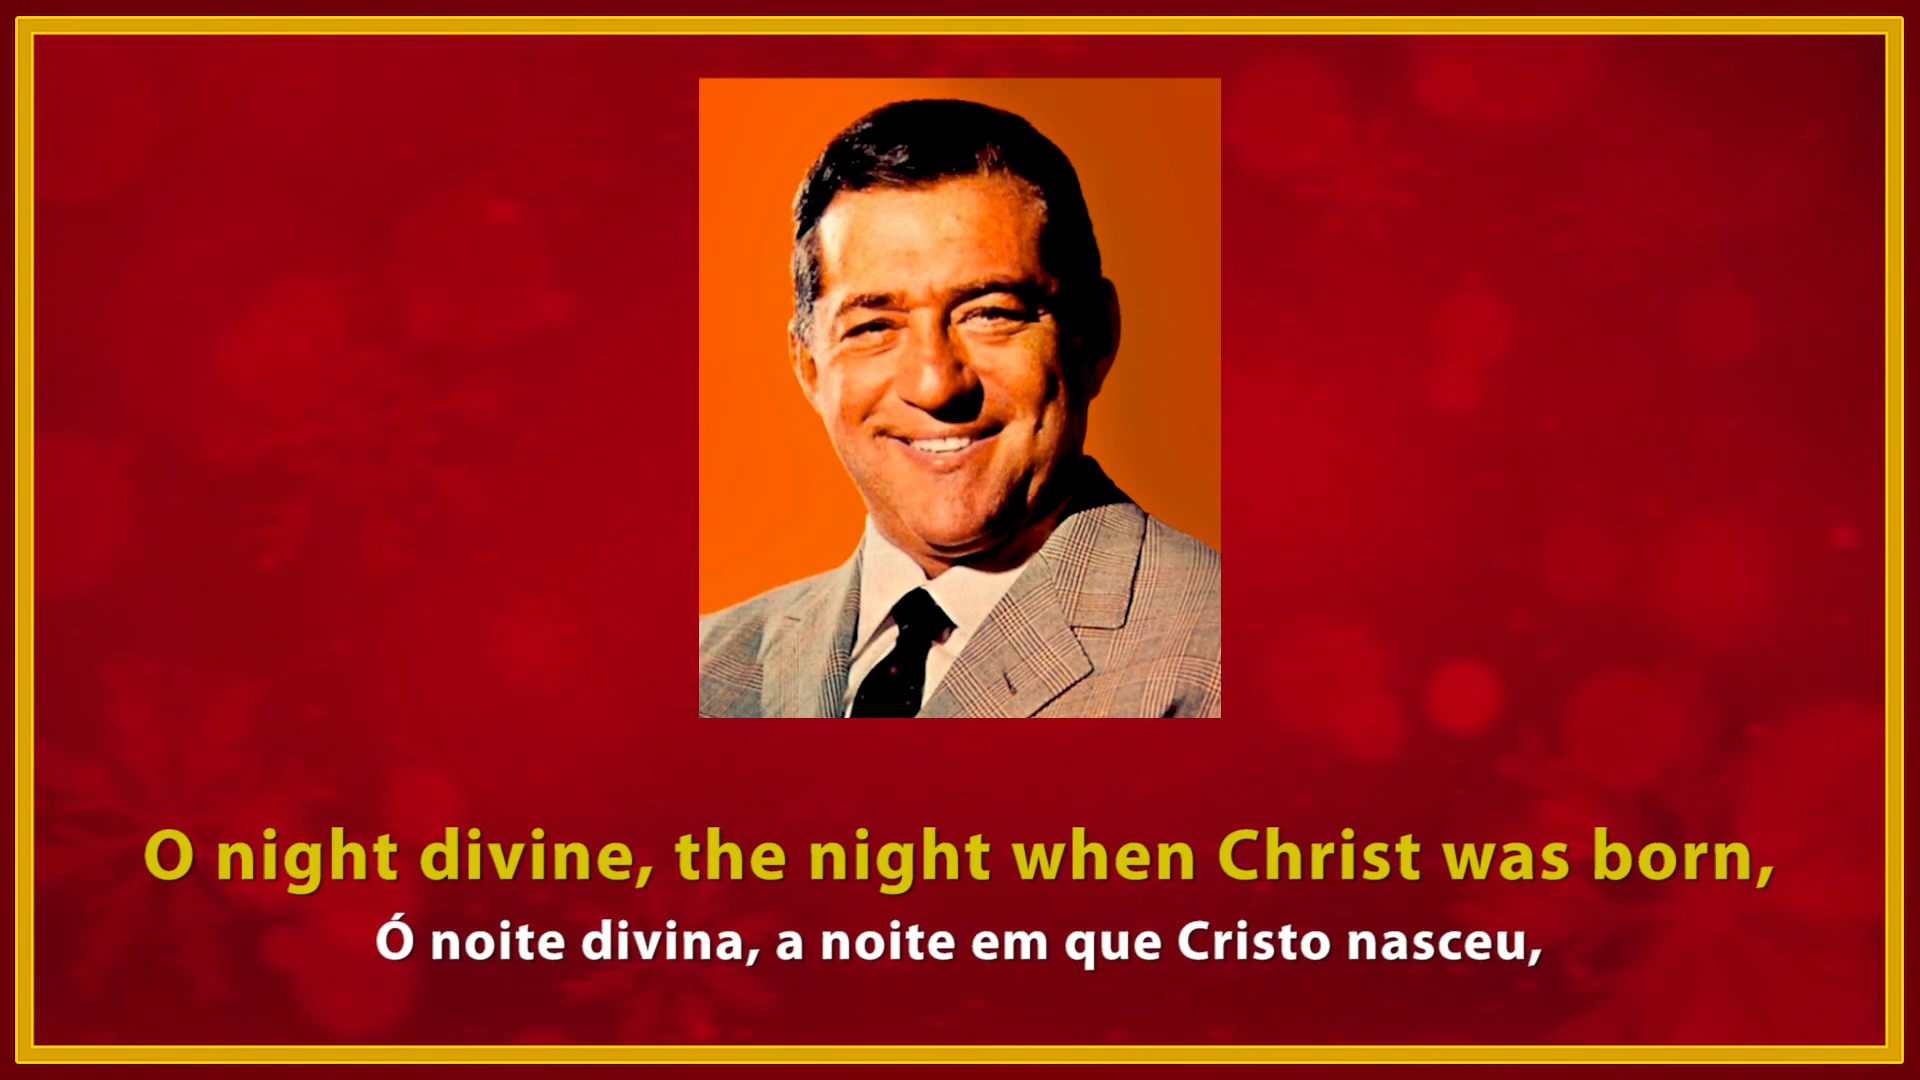 O night divine, the night when Christ was born,
Ó noite divina, a noite em que Cristo nasceu,